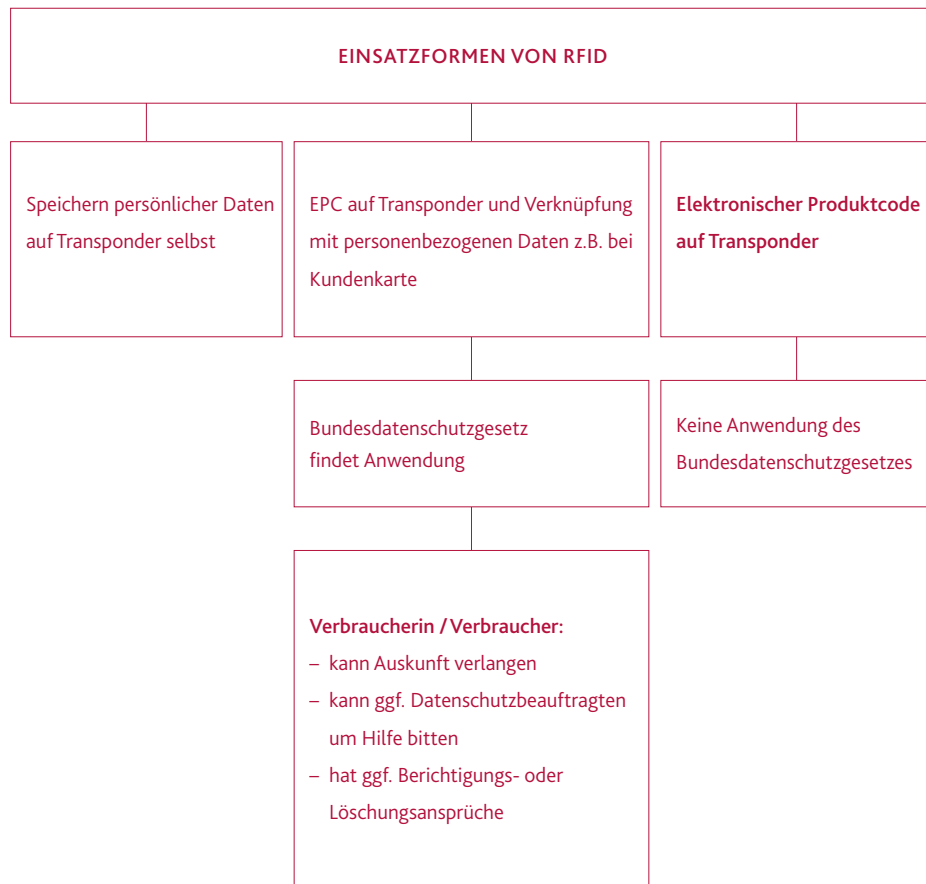 EINSATZFORMEN VON RFID
Speichern persönlicher Daten
auf Transponder selbst
EPC auf Transponder und Verknüpfung
mit personenbezogenen Daten z.B. bei
Kundenkarte
Elektronischer Produktcode
auf Transponder
Bundesdatenschutzgesetz
findet Anwendung
Keine Anwendung des
Bundesdatenschutzgesetzes
Verbraucherin / Verbraucher:
– kann Auskunft verlangen
– kann ggf. Datenschutzbeauftragten
um Hilfe bitten
– hat ggf. Berichtigungs- oder
Löschungsansprüche